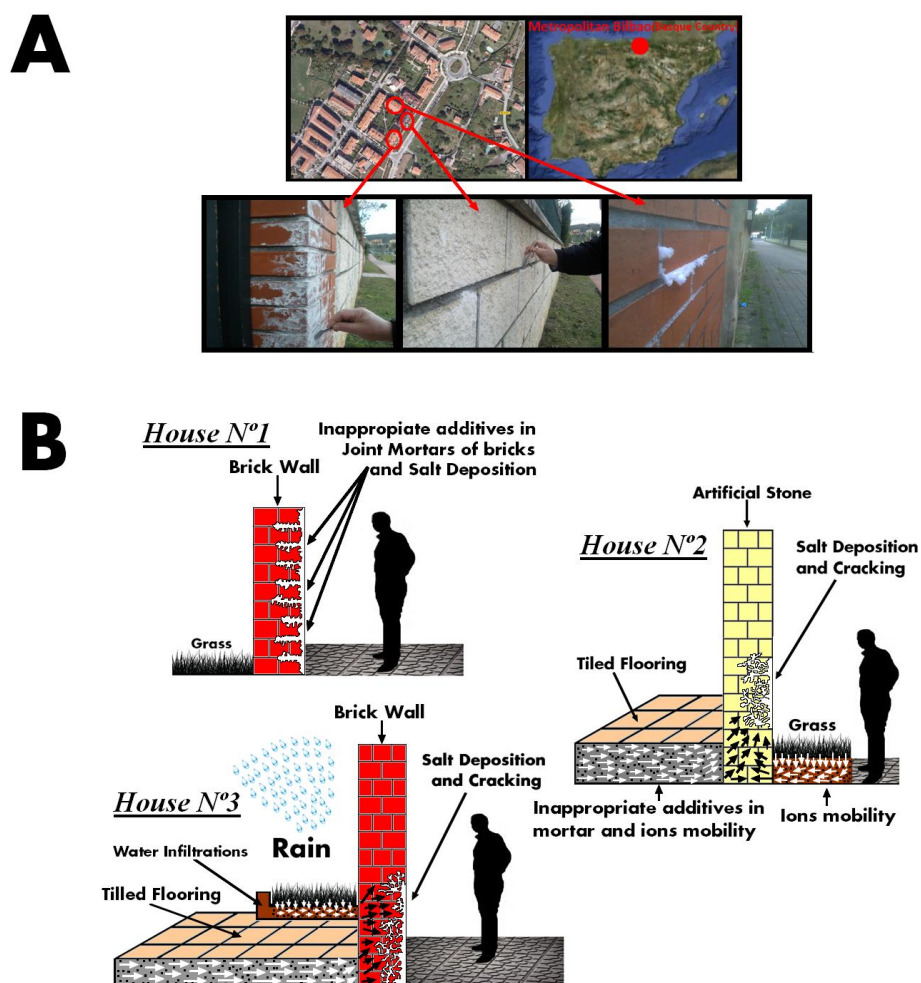 A
Metropolitan Bilbao(Basque Country)
B
House Nº1
Inappropiate additives in
Joint Mortars of bricks
and Salt Deposition
Brick Wall
Grass
House Nº2
Artificial Stone
Salt Deposition
and Cracking
Tiled Flooring
Grass
Inappropriate additives in
mortar and ions mobility
Ions mobility
House Nº3
Brick Wall
Salt Deposition
and Cracking
Rain
Water Infiltrations
Tilled Flooring